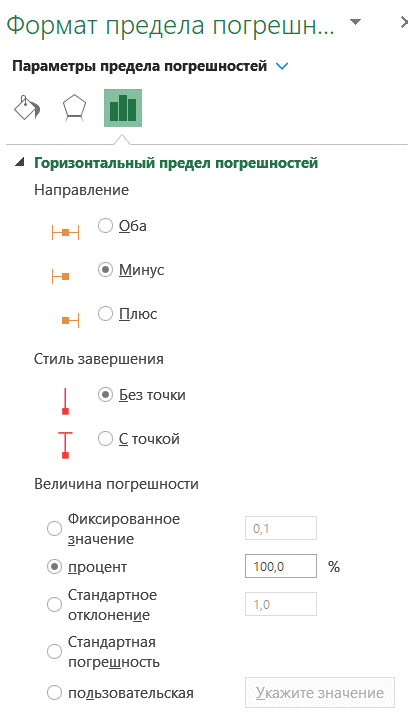 Формат предела погрешн...
Параметры предела погрешностей
Горизонтальный предел погрешностей
Направление
Оба
Минус
Плюс
Стиль завершения
Без точки
С точкой
Величина погрешности
Фиксированное
значение
0,1
процент
100,0
%
Стандартное
отклонение
1,0
Стандартная
погрешность
пользовательская
Укажите значение